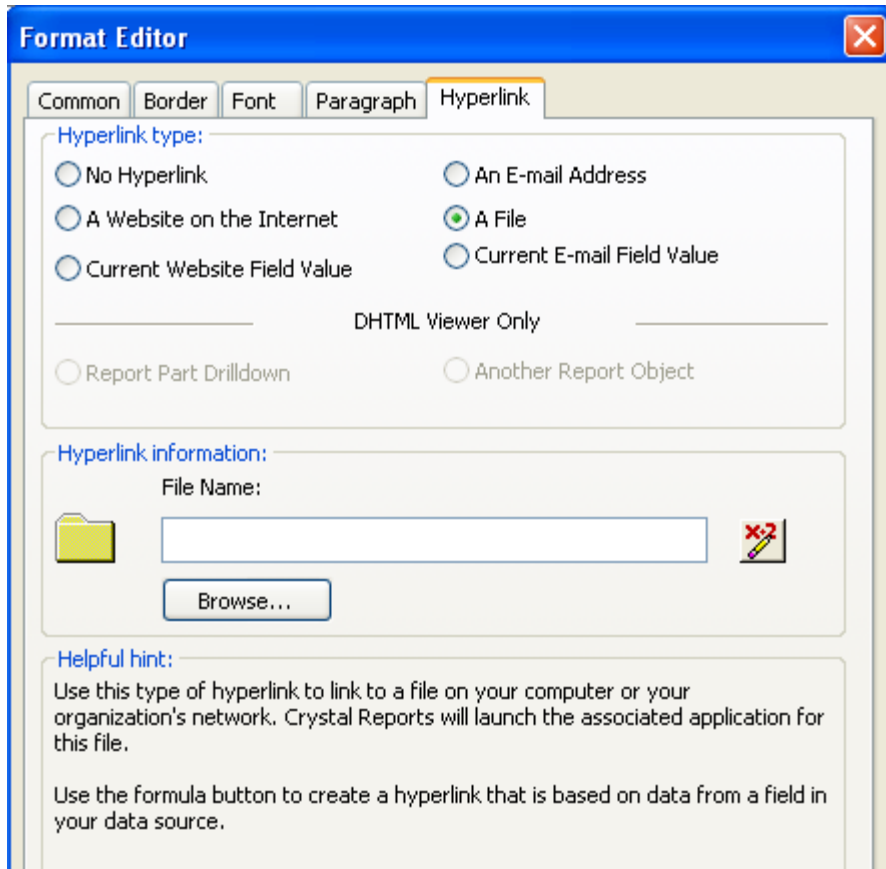 Format Editor
Common Border Font Paragraph Hyperlink
Hyperlink type:
No Hyperlink An E-mail Address
A Website on the Internet A File
Current Website Field Value Current E-mail Field Value
DHTML Viewer Only
Report Part Drilldown Another Report Object
Hyperlink information:
File Name:
X+2
Browse...
Helpful hint:
Use this type of hyperlink to link to a file on your computer or your
organization's network. Crystal Reports will launch the associated application for
this file.
Use the formula button to create a hyperlink that is based on data from a field in
your data source.